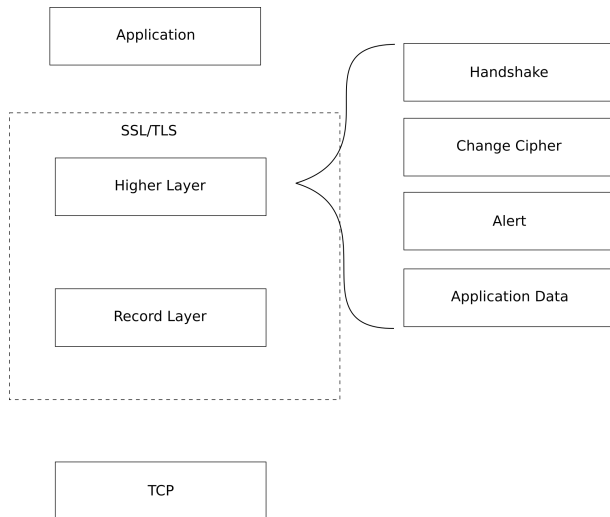 Application
SSL/TLS
Higher Layer
Record Layer
TCP
Handshake
Change Cipher
Alert
Application Data